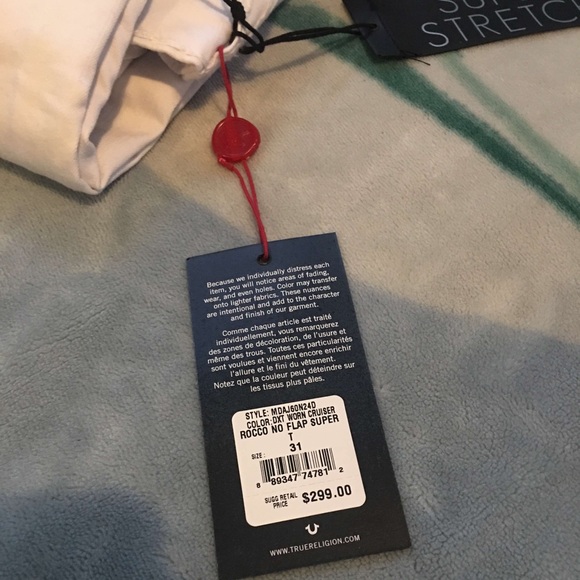 STRETCH
Because we individually distress each
item, you will notice areas of fading,
wear, and even holes. Color may transfer
onto lighter fabrics. These nuances
are intentional and add to the character
and finish of our garment.
Comme chaque article est traité
individuellement, vous remarquerez
des zones de décoloration, de l'usure et
même des trous. Toutes ces particularités
sont voulues et viennent encore enrichir
l'allure et le fini du vêtement.
Notez que la couleur peut déteindre sur
les tissus plus pâles.
STYLE: MDAJ60N24D
COLOR:DXT WORN CRUISER
ROCCO NO FLAP SUPER
T
SIZE: 31
8 89347 74781 2
SUGG RETAIL
PRICE $299.00
WWW.TRUERELIGION.COM